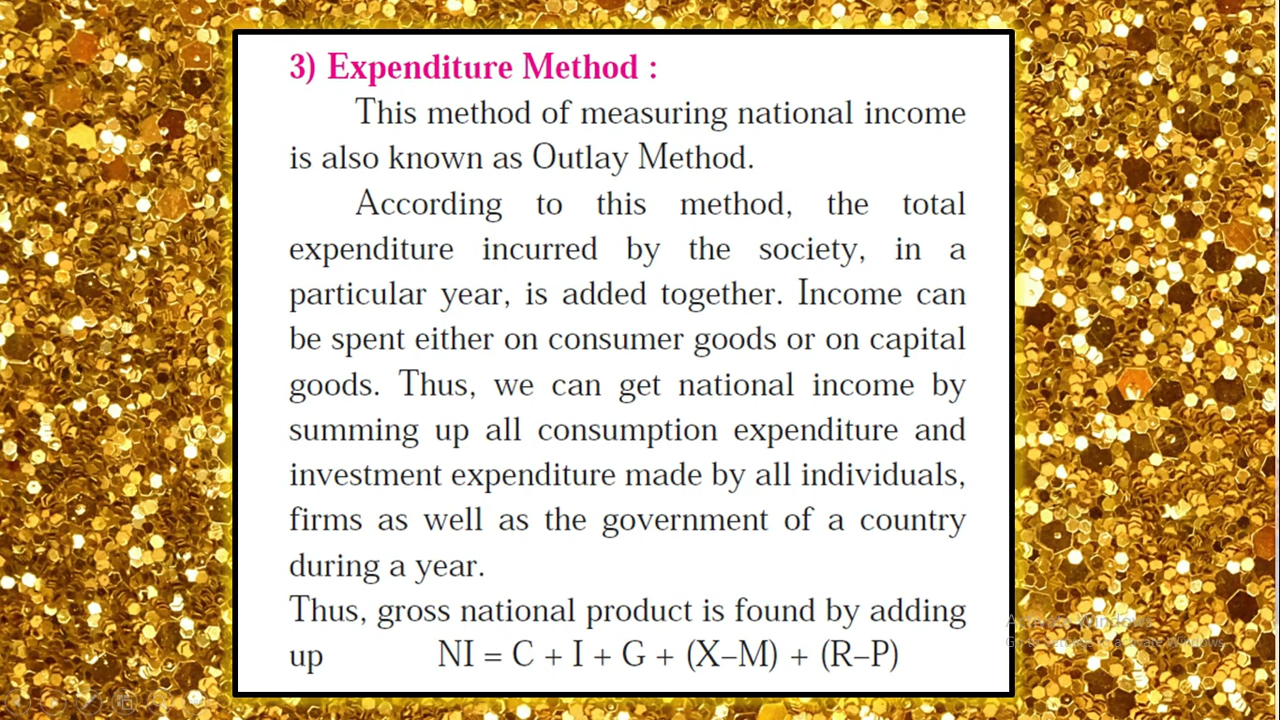 3) Expenditure Method :
This method of measuring national income
is also known as Outlay Method.
According to this method, the total
expenditure incurred by the society, in a
particular year, is added together. Income can
be spent either on consumer goods or on capital
goods. Thus, we can get national income by
summing up all consumption expenditure and
investment expenditure made by all individuals,
firms as well as the government of a country
during a year.
Thus, gross national product is found by adding
up NI = C + I + G + (X–M) + (R–P)
Windows